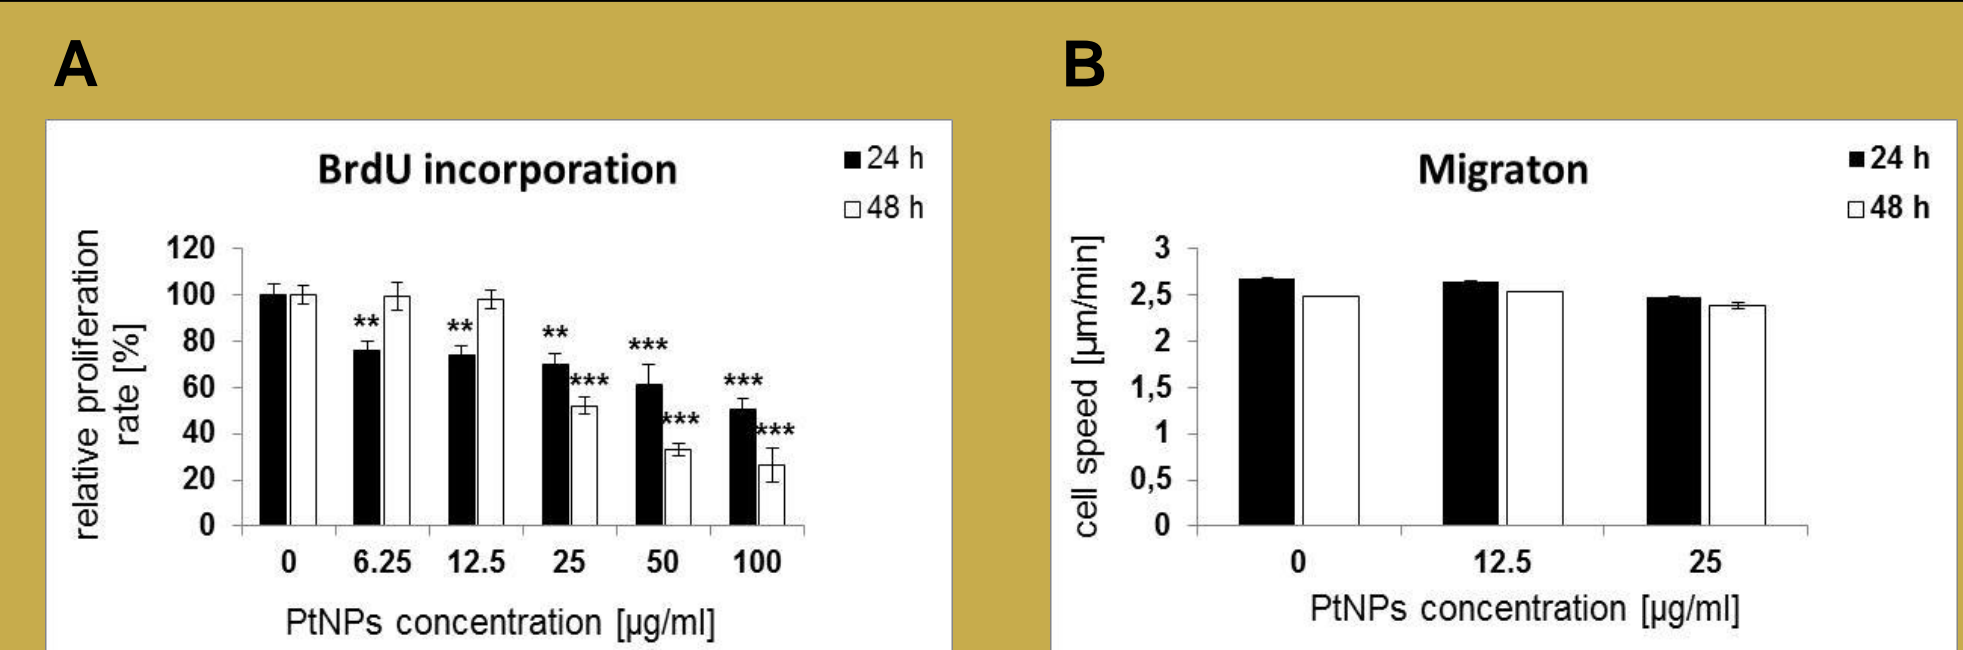 A
BrdU incorporation
24 h
48 h
relative proliferation
rate [%]
120
100
80
60
40
20
0
**
**
**
***
***
***
***
***
0 6.25 12.5 25 50 100
PtNPs concentration [µg/ml]
B
Migraton
24 h
48 h
cell speed [µm/min]
3
2,5
2
1,5
1
0,5
0
0 12.5 25
PtNPs concentration [µg/ml]